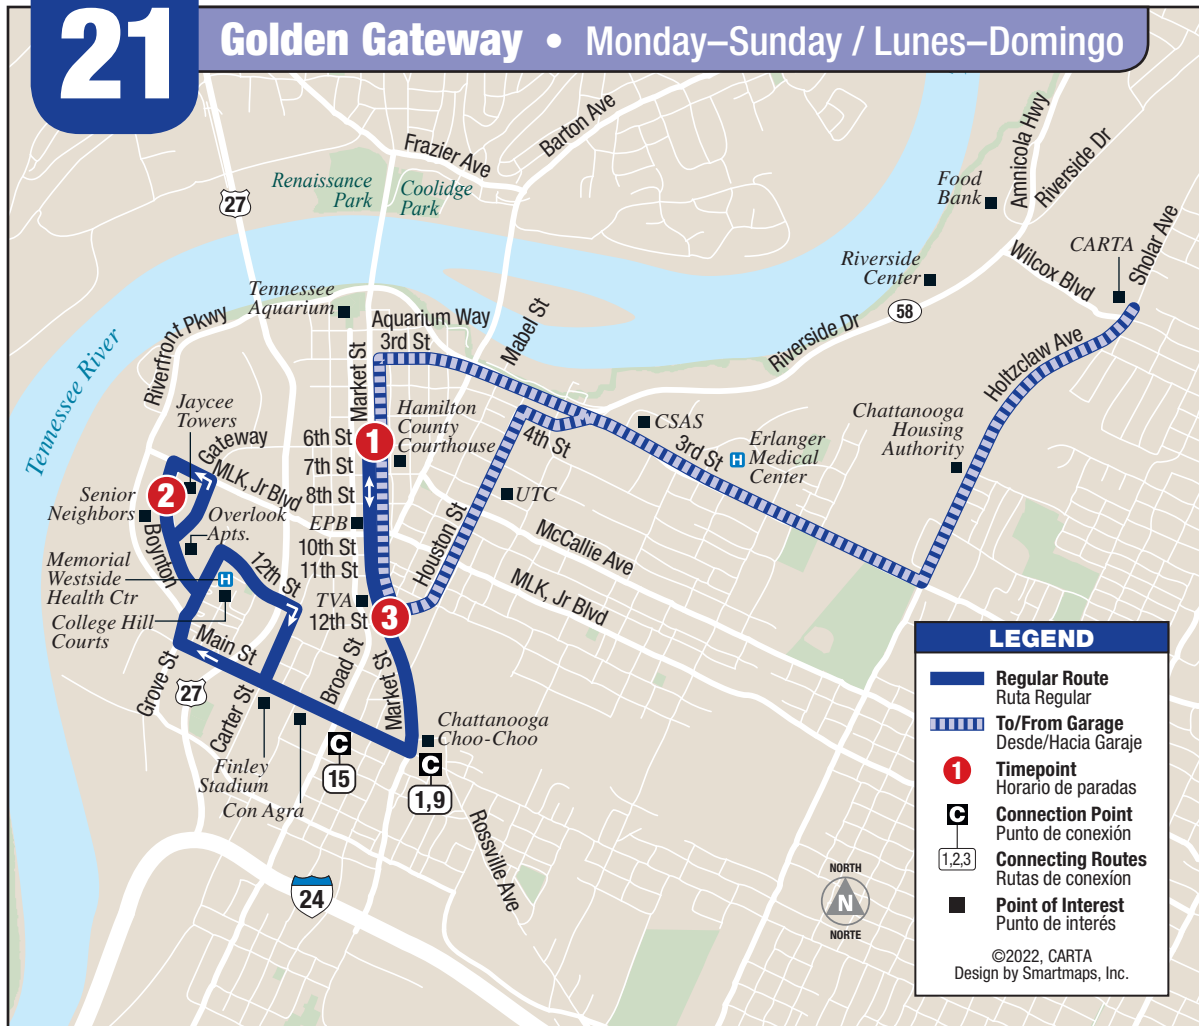 21
Golden Gateway • Monday–Sunday / Lunes–Domingo
Frazier Ave
Barton Ave
Renaissance
Park
Coolidge
Park
27
Amnicola Hwy
Riverside Dr
Food
Bank
Sholar Ave
CARTA
Wilcox Blvd
Riverside
Center
58
Riverside Dr
Tennessee
Aquarium
Tennessee River
Riverfront Pkwy
Aquarium Way
3rd St
Mabel St
Market St
Holtzclaw Ave
Jaycee
Towers
Gateway
MLK, Jr Blvd
6th St
1
7th St
8th St
Hamilton
County
Courthouse
4th St
CSAS
3rd St
Erlanger
Medical
Center
H
Chattanooga
Housing
Authority
2
Senior
Neighbors
Overlook
Apts.
Boynton
EPB
10th St
11th St
UTC
Houston St
McCallie Ave
MLK, Jr Blvd
Memorial
Westside
Health Ctr
H
12th St
College Hill
Courts
TVA
12th St
3
Main St
Grove St
27
Carter St
Broad St
Market St
Chattanooga
Choo-Choo
C
15
C
1,9
Finley
Stadium
Con Agra
Rossville Ave
24
NORTH
N
NORTE
LEGEND
Regular Route
Ruta Regular
To/From Garage
Desde/Hacia Garaje
1
Timepoint
Horario de paradas
C
Connection Point
Punto de conexión
1,2,3
Connecting Routes
Rutas de conexíon
Point of Interest
Punto de interés
©2022, CARTA
Design by Smartmaps, Inc.